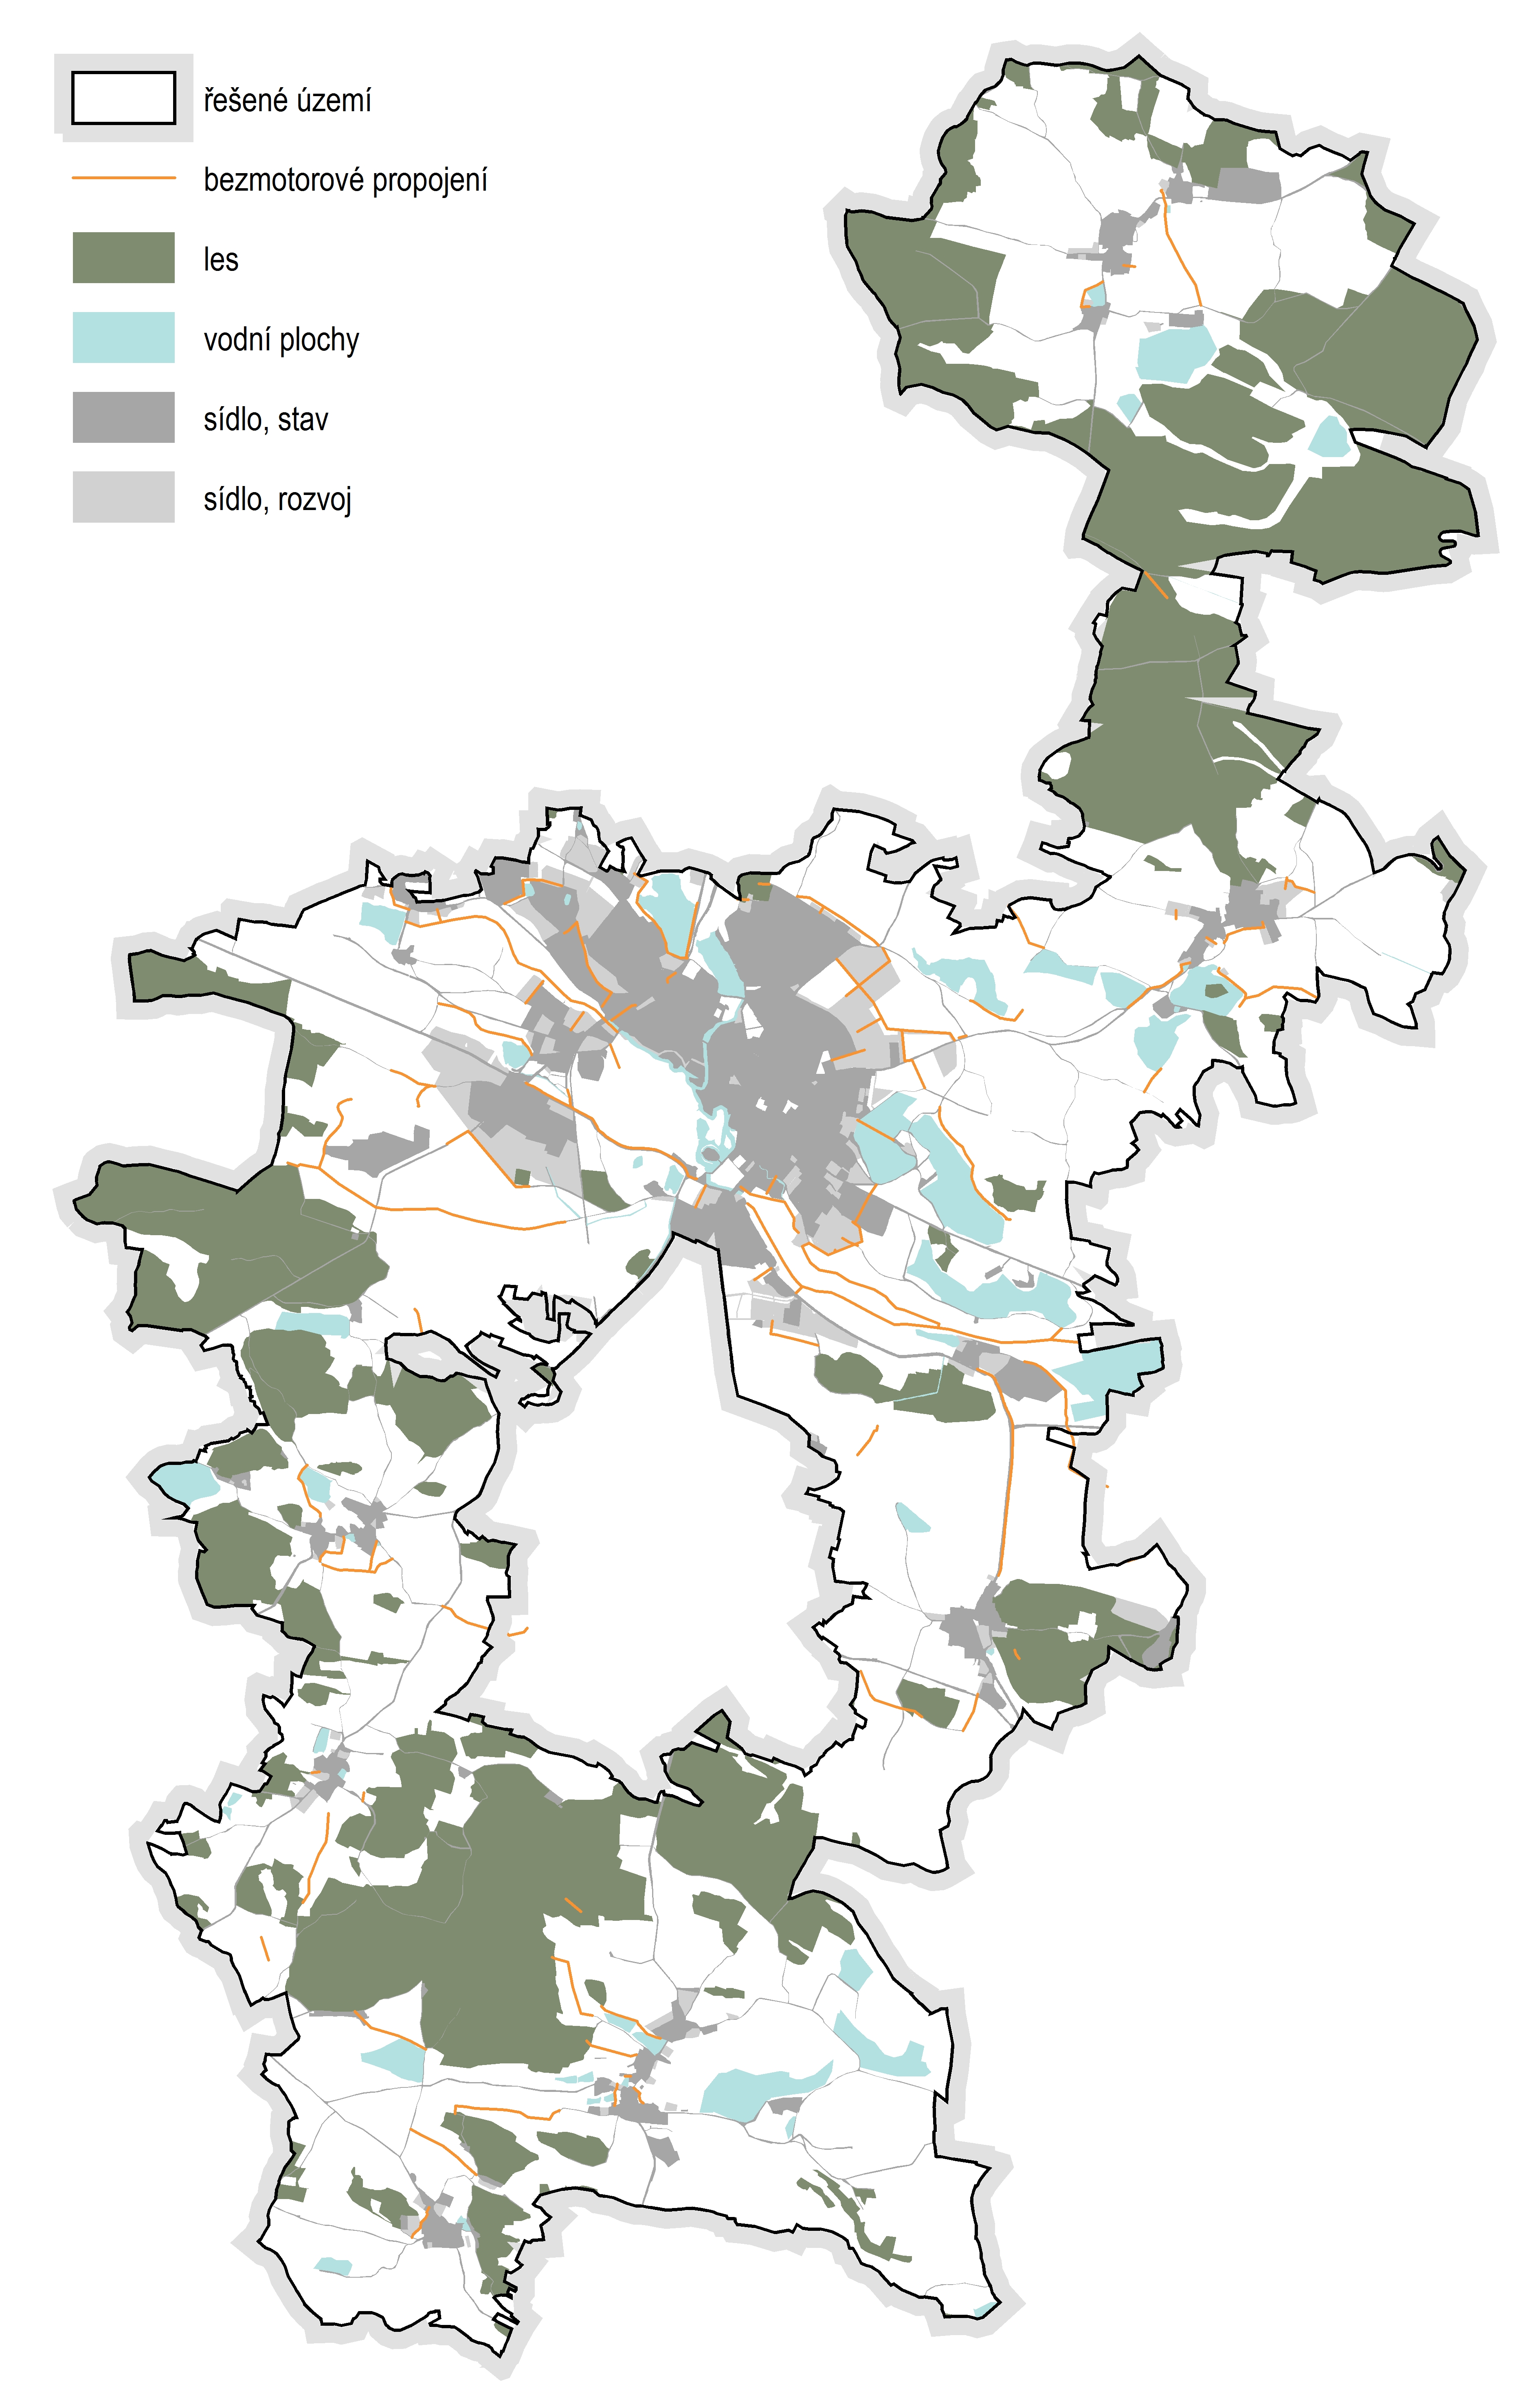 řešené území
bezmotorové propojení
les
vodní plochy
sídlo, stav
sídlo, rozvoj